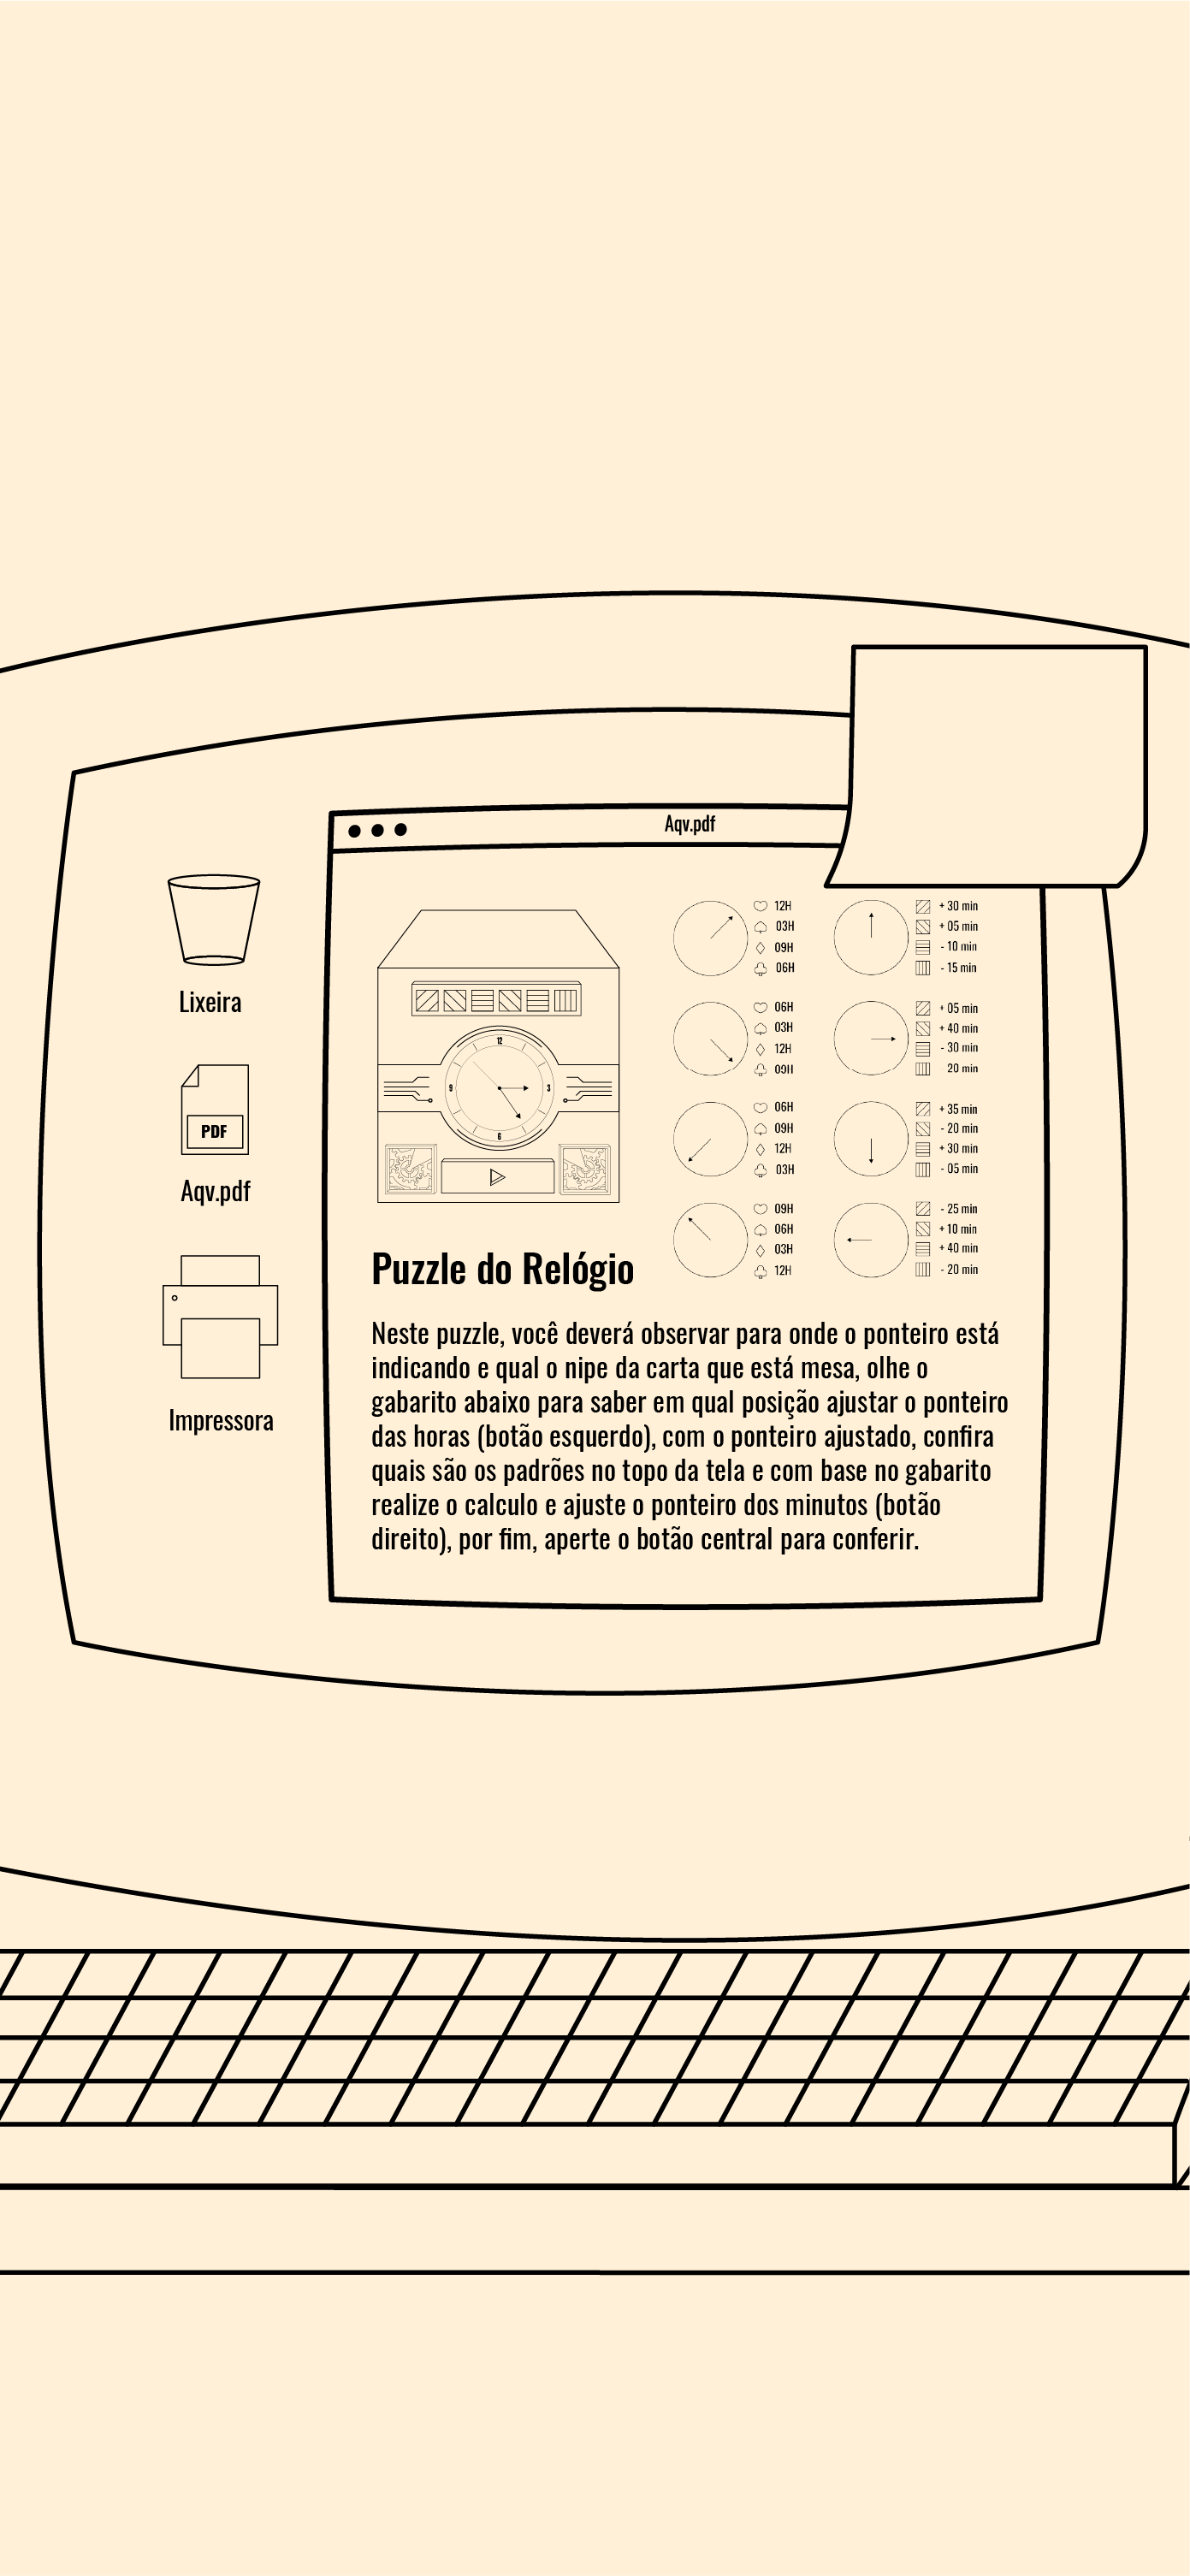 Aqv.pdf
Lixeira
PDF
Aqv.pdf
Impressora
12
9
3
6
12H
03H
09H
06H
+ 30 min
+ 05 min
- 10 min
- 15 min
06H
03H
12H
09H
+ 05 min
+ 40 min
- 30 min
20 min
06H
09H
12H
03H
+ 35 min
- 20 min
+ 30 min
- 05 min
09H
06H
03H
12H
- 25 min
+ 10 min
+ 40 min
- 20 min
Puzzle do Relógio
Neste puzzle, você deverá observar para onde o ponteiro está
indicando e qual o nipe da carta que está mesa, olhe o
gabarito abaixo para saber em qual posição ajustar o ponteiro
das horas (botão esquerdo), com o ponteiro ajustado, confira
quais são os padrões no topo da tela e com base no gabarito
realize o calculo e ajuste o ponteiro dos minutos (botão
direito), por fim, aperte o botão central para conferir.